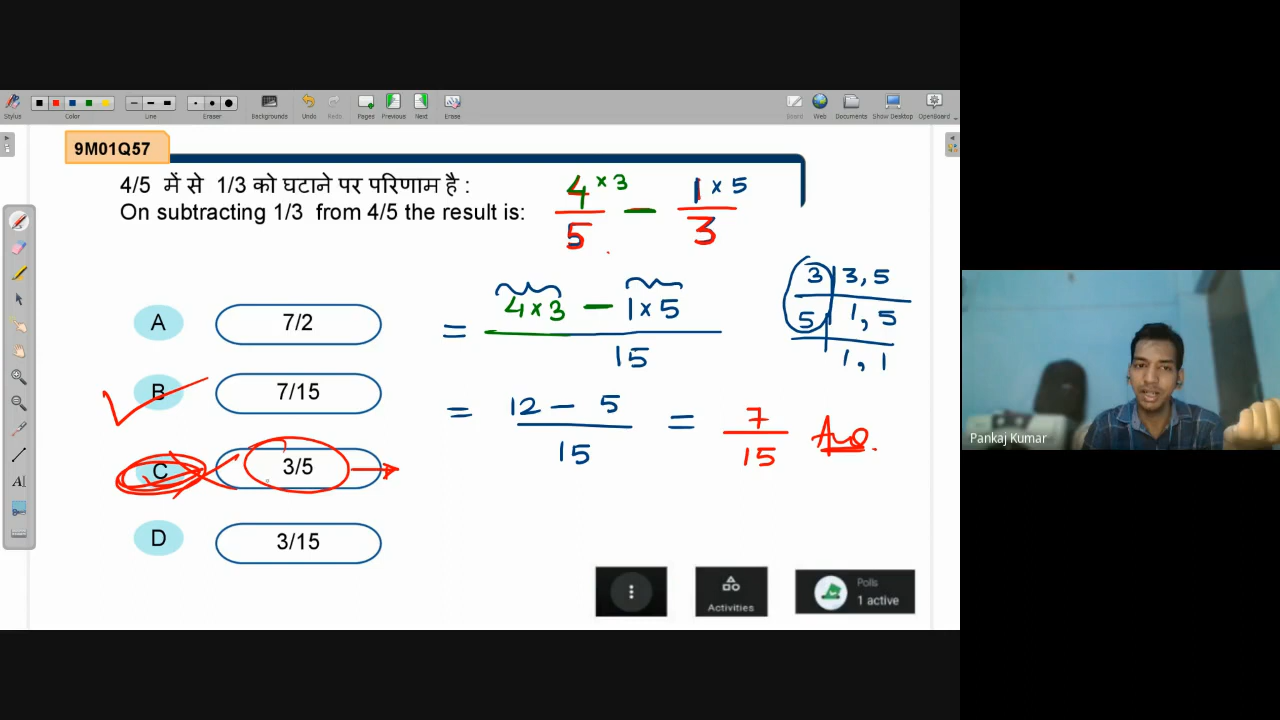 Stylus
Color
Line
Eraser
Backgrounds
Undo
Redo
Pages
Previous
Next
Erase
Board
Web
Documents
Show Desktop
OpenBoard
9M01Q57
4/5 में से 1/3 को घटाने पर परिणाम है :
On subtracting 1/3 from 4/5 the result is:
4 × 3 / 5 − 1 × 5 / 3
A 7/2
B 7/15
C 3/5
D 3/15
= 4×3 − 1×5 / 15
= 12 − 5 / 15 = 7 / 15 Ans.
3 | 3, 5
5 | 1, 5
1, 1
Pankaj Kumar
Activities
Polls
1 active